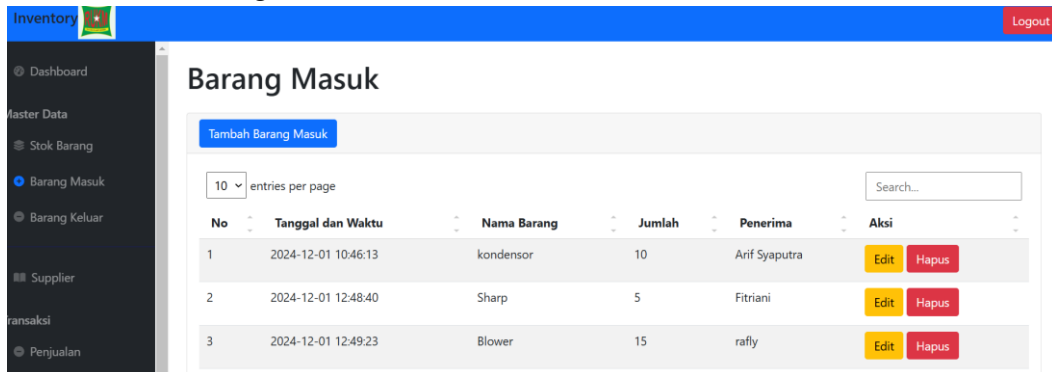 Inventory
Logout
Dashboard
Master Data
Stok Barang
Barang Masuk
Barang Keluar
Supplier
Transaksi
Penjualan
Barang Masuk
Tambah Barang Masuk
10 entries per page
Search...
No Tanggal dan Waktu Nama Barang Jumlah Penerima Aksi
1 2024-12-01 10:46:13 kondensor 10 Arif Syaputra Edit Hapus
2 2024-12-01 12:48:40 Sharp 5 Fitriani Edit Hapus
3 2024-12-01 12:49:23 Blower 15 rafly Edit Hapus